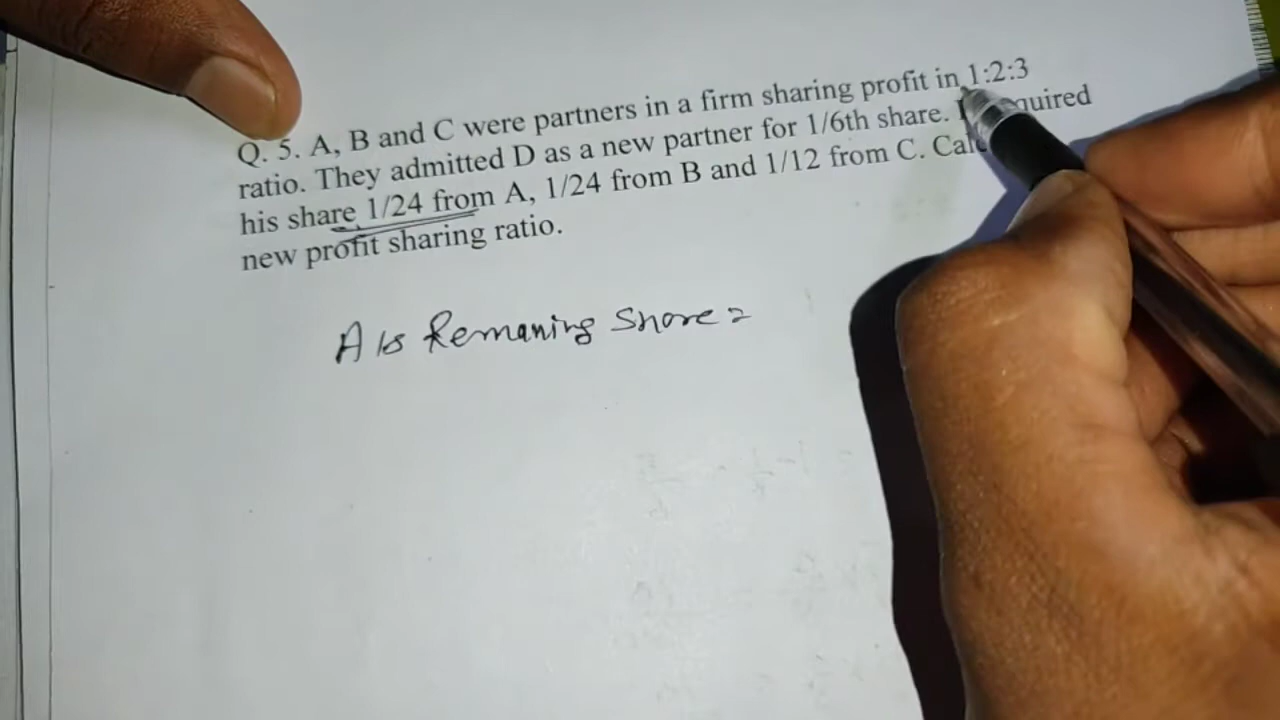 Q. 5. A, B and C were partners in a firm sharing profit in 1:2:3
ratio. They admitted D as a new partner for 1/6th share.
his share 1/24 from A, 1/24 from B and 1/12 from C.
new profit sharing ratio.
A is Remaning Share =